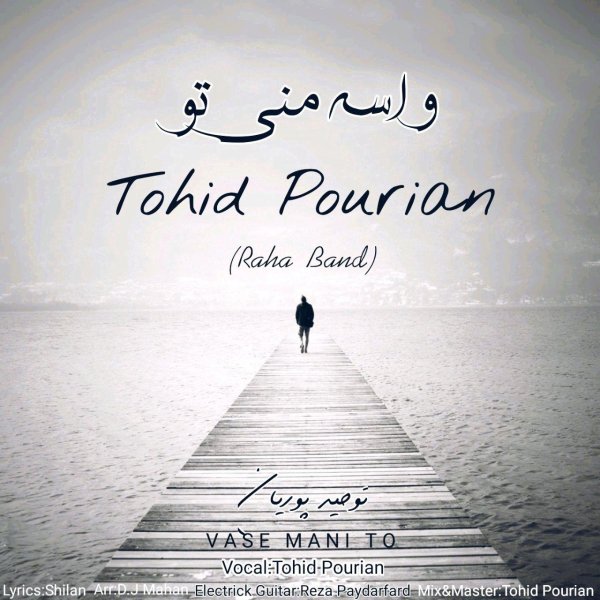 واسه منی تو
Tohid Pourian
(Raha Band)
توحید پوریان
VASE MANI TO
Vocal:Tohid Pourian
Lyrics:Shilan Arr:D.J Mahan Electrick Guitar:Reza Paydarfard Mix&Master:Tohid Pourian